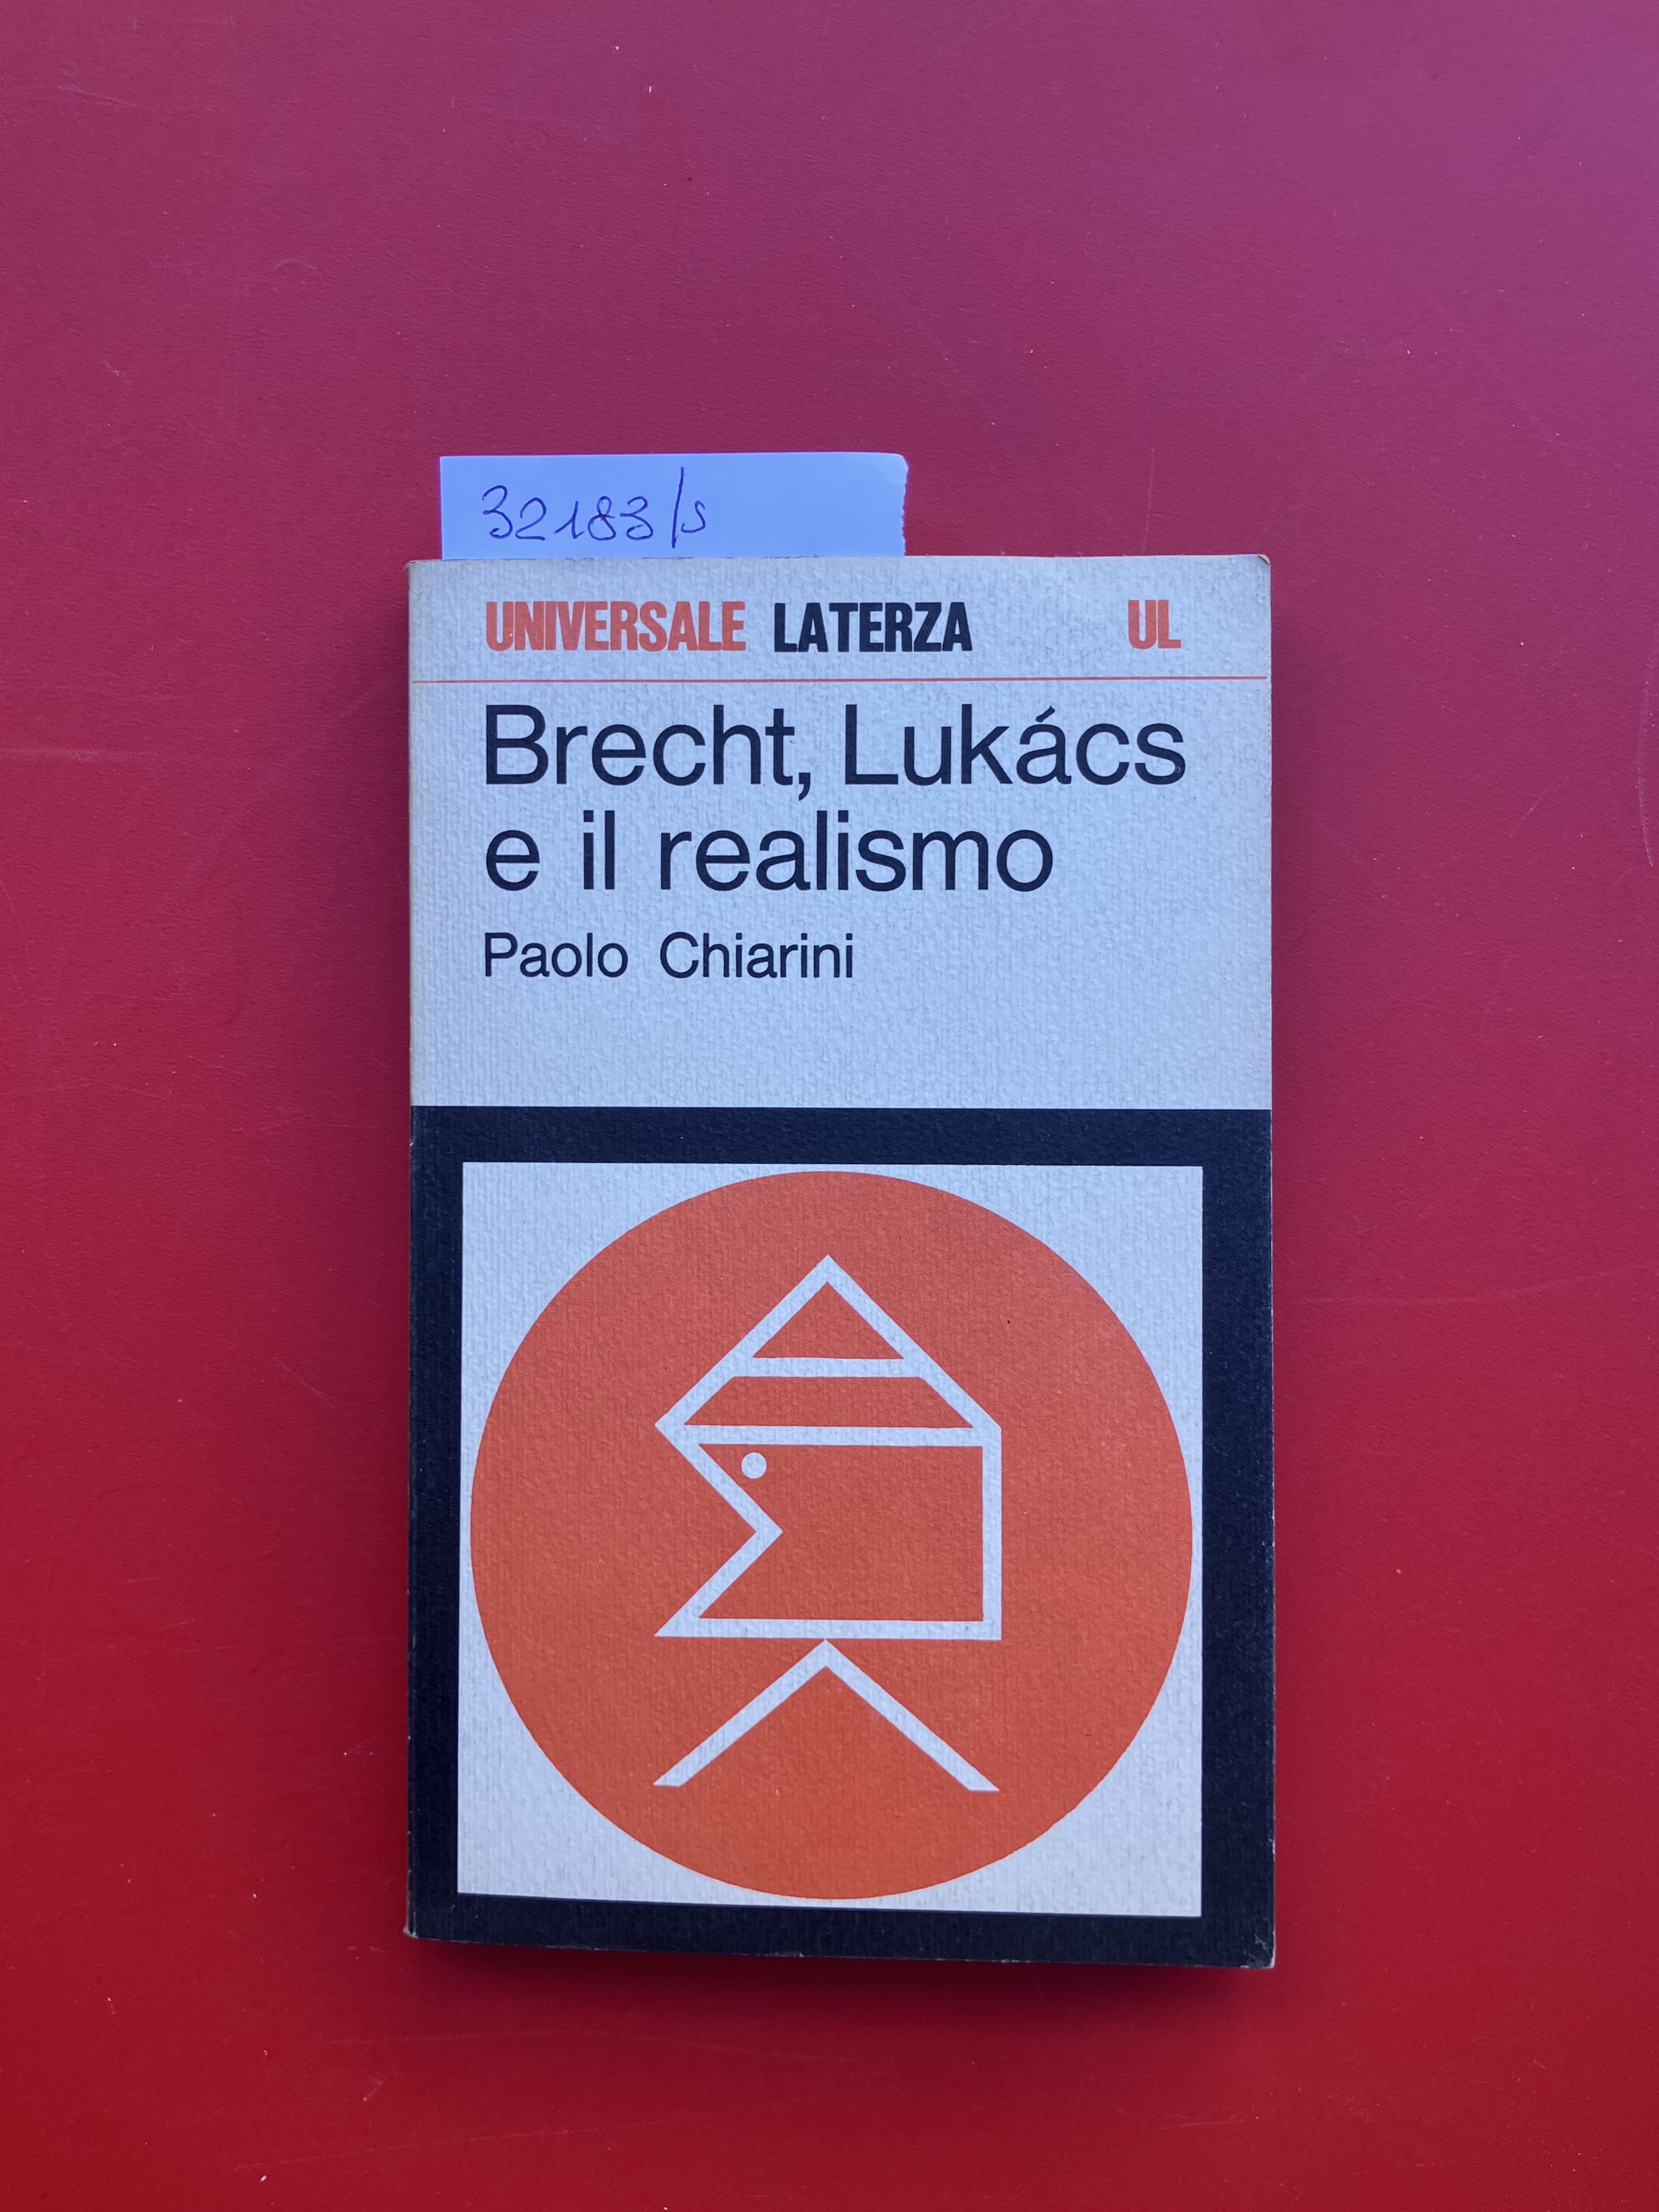 32183/s
UNIVERSALE LATERZA UL
Brecht, Lukács
e il realismo
Paolo Chiarini